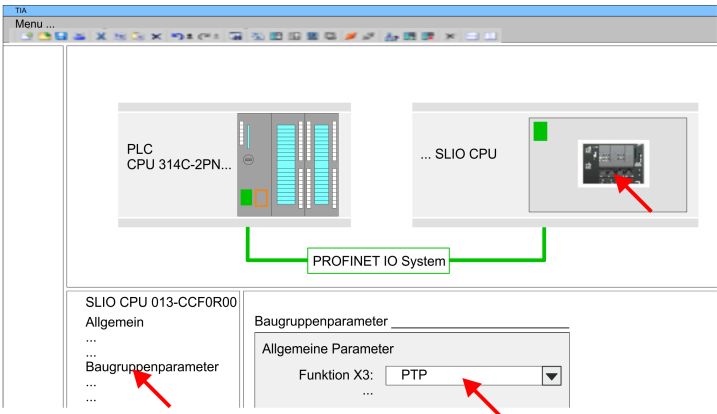 TIA
Menu ...
PLC
CPU 314C-2PN...
... SLIO CPU
PROFINET IO System
SLIO CPU 013-CCF0R00
Allgemein
...
...
Baugruppenparameter
...
...
Baugruppenparameter
Allgemeine Parameter
Funktion X3: PTP
...